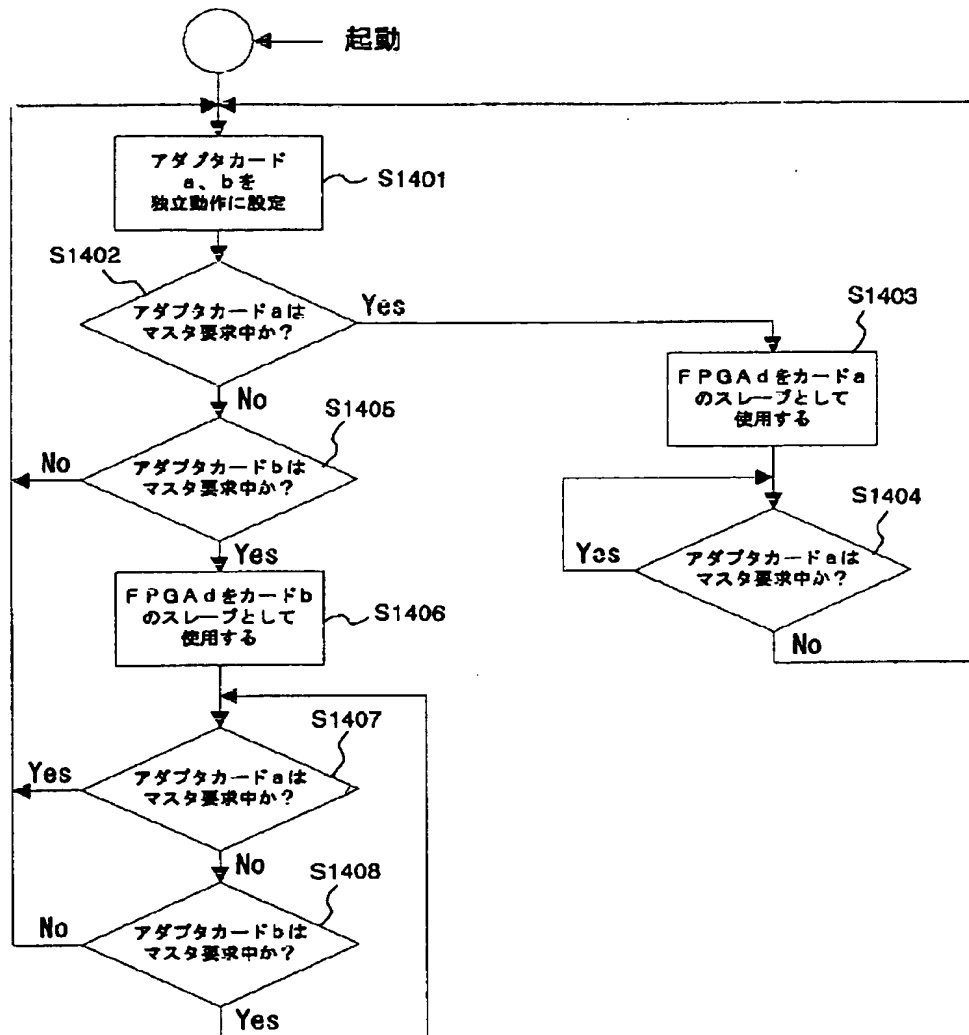 起動
アダプタカード
a、bを
独立動作に設定
S1401
S1402
アダプタカードaは
マスタ要求中か?
Yes
No
S1403
FPGAdをカードa
のスレーブとして
使用する
S1404
アダプタカードaは
マスタ要求中か?
Yes
No
S1405
アダプタカードbは
マスタ要求中か?
No
Yes
FPGAdをカードb
のスレーブとして
使用する
S1406
S1407
アダプタカードaは
マスタ要求中か?
Yes
No
S1408
アダプタカードbは
マスタ要求中か?
No
Yes